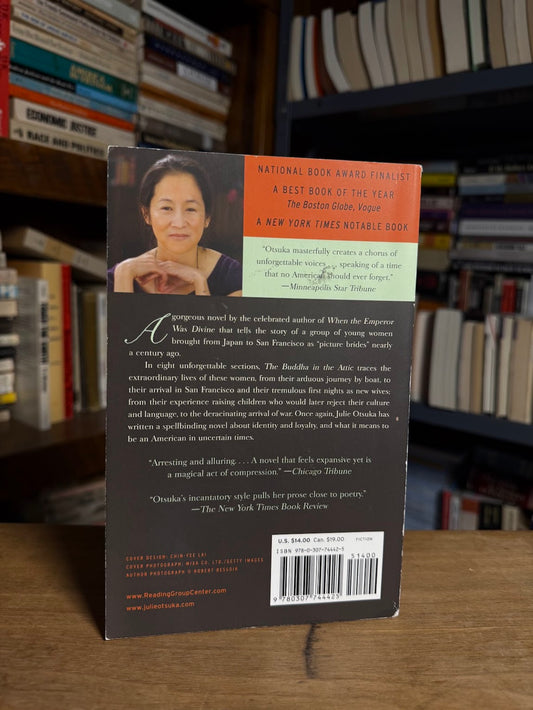 ECONOMIC JUSTICE
RACE AND POLITICS
NATIONAL BOOK AWARD FINALIST
A BEST BOOK OF THE YEAR
The Boston Globe, Vogue
A NEW YORK TIMES NOTABLE BOOK
“Otsuka masterfully creates a chorus of
unforgettable voices . . . speaking of a time
that no American should ever forget.”
—Minneapolis Star Tribune
A gorgeous novel by the celebrated author of When the Emperor
Was Divine that tells the story of a group of young women
brought from Japan to San Francisco as “picture brides” nearly
a century ago.
In eight unforgettable sections, The Buddha in the Attic traces the
extraordinary lives of these women, from their arduous journey by boat, to
their arrival in San Francisco and their tremulous first nights as new wives;
from their experience raising children who would later reject their culture
and language, to the deracinating arrival of war. Once again, Julie Otsuka has
written a spellbinding novel about identity and loyalty, and what it means to
be an American in uncertain times.
“Arresting and alluring. . . . A novel that feels expansive yet is
a magical act of compression.” —Chicago Tribune
“Otsuka’s incantatory style pulls her prose close to poetry.”
—The New York Times Book Review
COVER DESIGN: CHIN-YEE LAI
COVER PHOTOGRAPH: MIXA CO. LTD./GETTY IMAGES
AUTHOR PHOTOGRAPH © ROBERT BESSOIR
www.ReadingGroupCenter.com
www.julieotsuka.com
U.S. $14.00 Can. $19.00 FICTION
ISBN 978-0-307-74442-5
51400
9 780307 744425